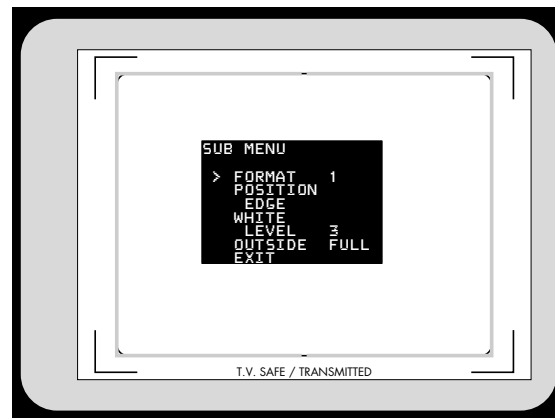 SUB MENU
> FORMAT 1
POSITION
EDGE
WHITE
LEVEL 3
OUTSIDE FULL
EXIT
T.V. SAFE / TRANSMITTED